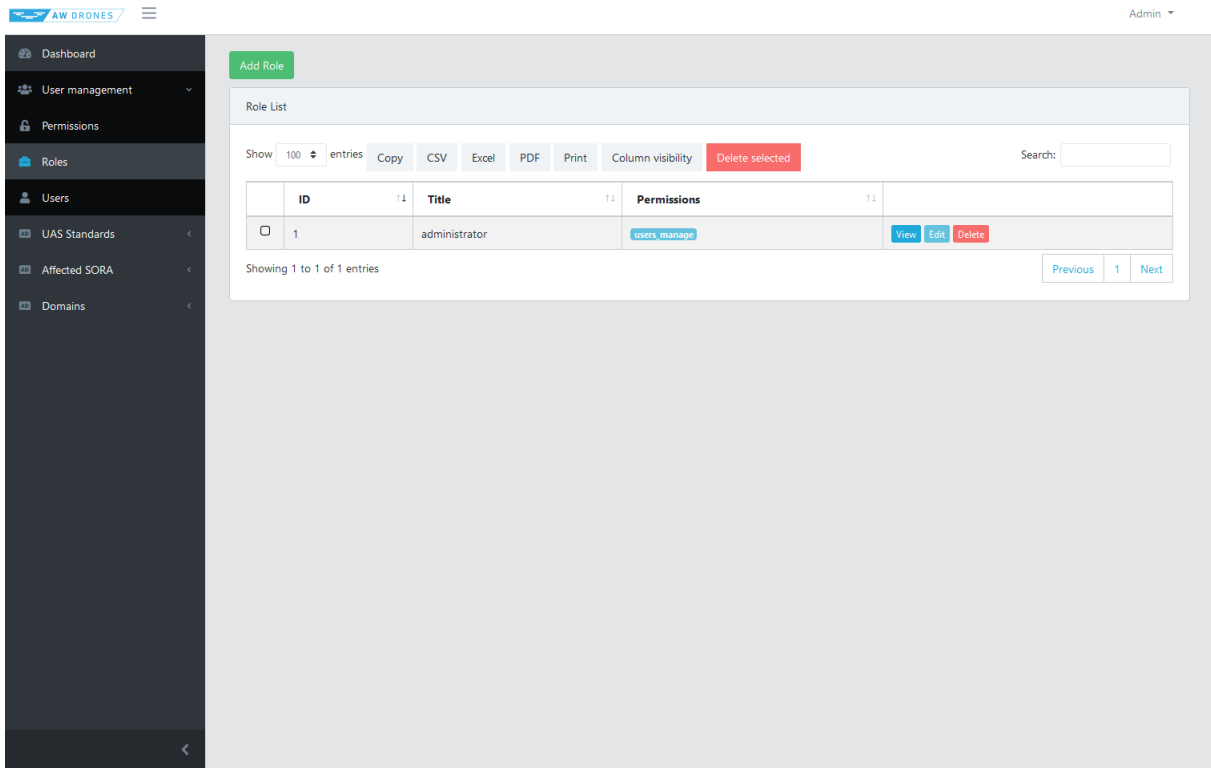 AW DRONES
Admin
Dashboard
User management
Permissions
Roles
Users
UAS Standards
Affected SORA
Domains
Add Role
Role List
Show 100 entries Copy CSV Excel PDF Print Column visibility Delete selected Search:
ID Title Permissions
1 administrator users_manage View Edit Delete
Showing 1 to 1 of 1 entries Previous 1 Next